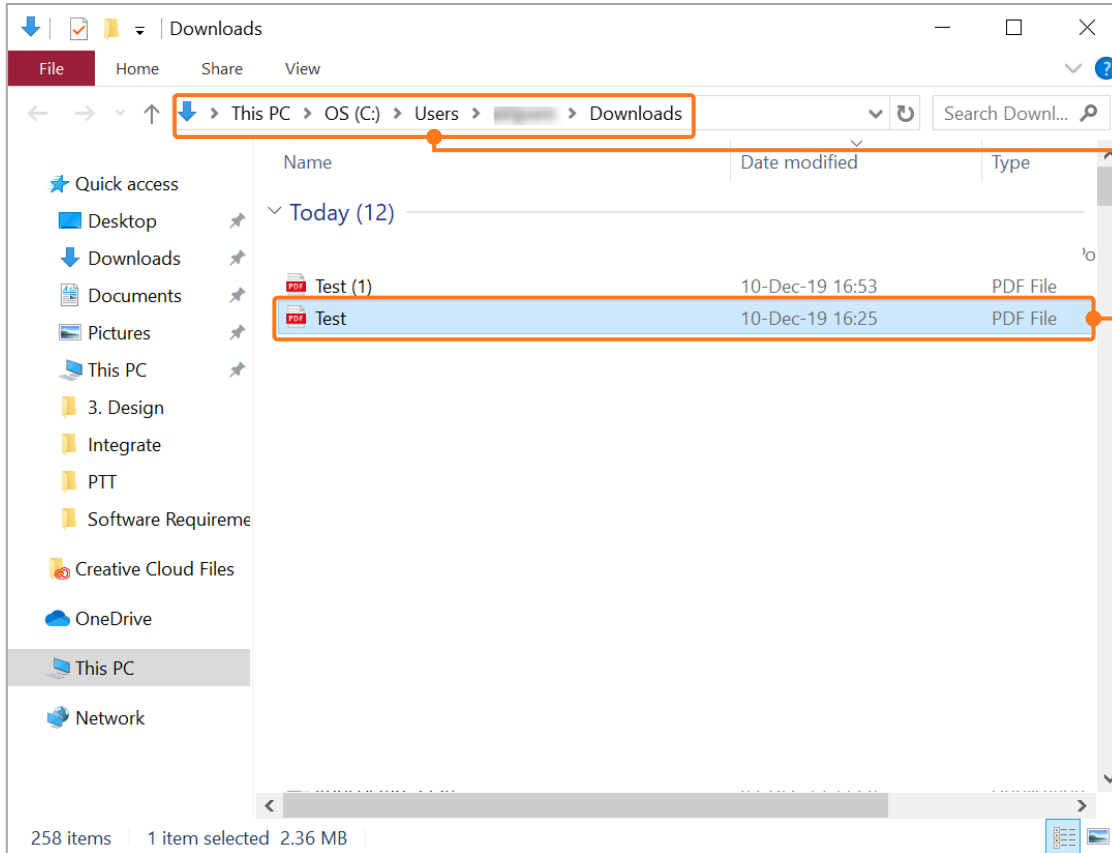 Downloads
File Home Share View
This PC > OS (C:) > Users > > Downloads
Search Downl...
Name Date modified Type
Quick access
Today (12)
Desktop
Downloads
Documents
Test (1) 10-Dec-19 16:53 PDF File
Test 10-Dec-19 16:25 PDF File
Pictures
This PC
3. Design
Integrate
PTT
Software Requireme
Creative Cloud Files
OneDrive
This PC
Network
258 items 1 item selected 2.36 MB